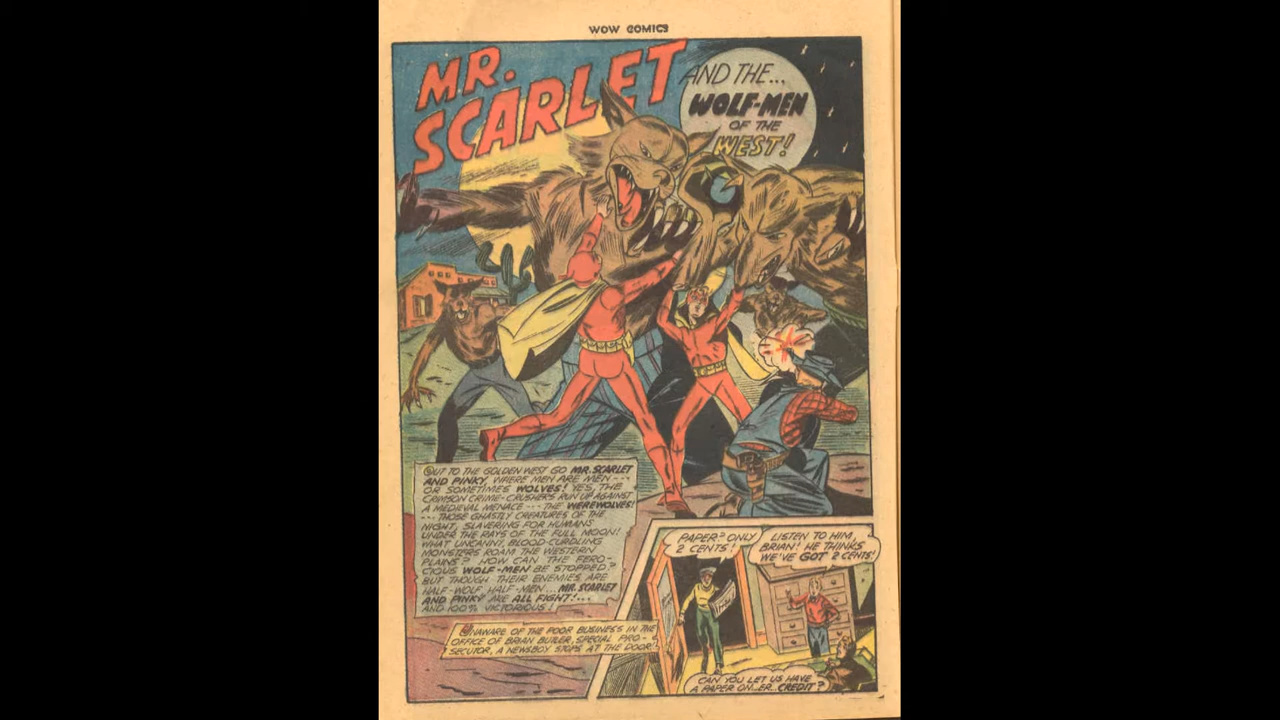 WOW COMICS
MR.
SCARLET
AND THE...
WOLF-MEN
OF THE
WEST!
OUT TO THE GOLDEN WEST GO MR. SCARLET
AND PINKY, WHERE MEN ARE MEN ---
OR SOMETIMES WOLVES! YES, THE
CRIMSON CRIME-CRUSHERS RUN UP AGAINST
A MEDIEVAL MENACE --- THE WEREWOLVES!
--- THOSE GHASTLY CREATURES OF THE
NIGHT, SLAVERING FOR HUMANS
UNDER THE RAYS OF THE FULL MOON!
WHAT UNCANNY, BLOOD-CURDLING
MONSTERS ROAM THE WESTERN
PLAINS? HOW CAN THE FERO-
CIOUS WOLF-MEN BE STOPPED?
BUT THOUGH THEIR ENEMIES ARE
HALF-WOLF, HALF-MEN... MR. SCARLET
AND PINKY ARE ALL FIGHT!...
AND 100% VICTORIOUS!
UNAWARE OF THE POOR BUSINESS IN THE
OFFICE OF BRIAN BUTLER, SPECIAL PRO-
SECUTOR, A NEWSBOY STOPS AT THE DOOR!
PAPER? ONLY
2 CENTS!
LISTEN TO HIM,
BRIAN! HE THINKS
WE'VE GOT 2 CENTS!
CAN YOU LET US HAVE
A PAPER ON...ER...CREDIT?